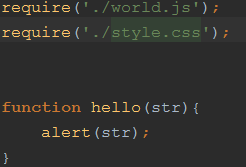 require('./world.js');
require('./style.css');
function hello(str){
    alert(str);
}